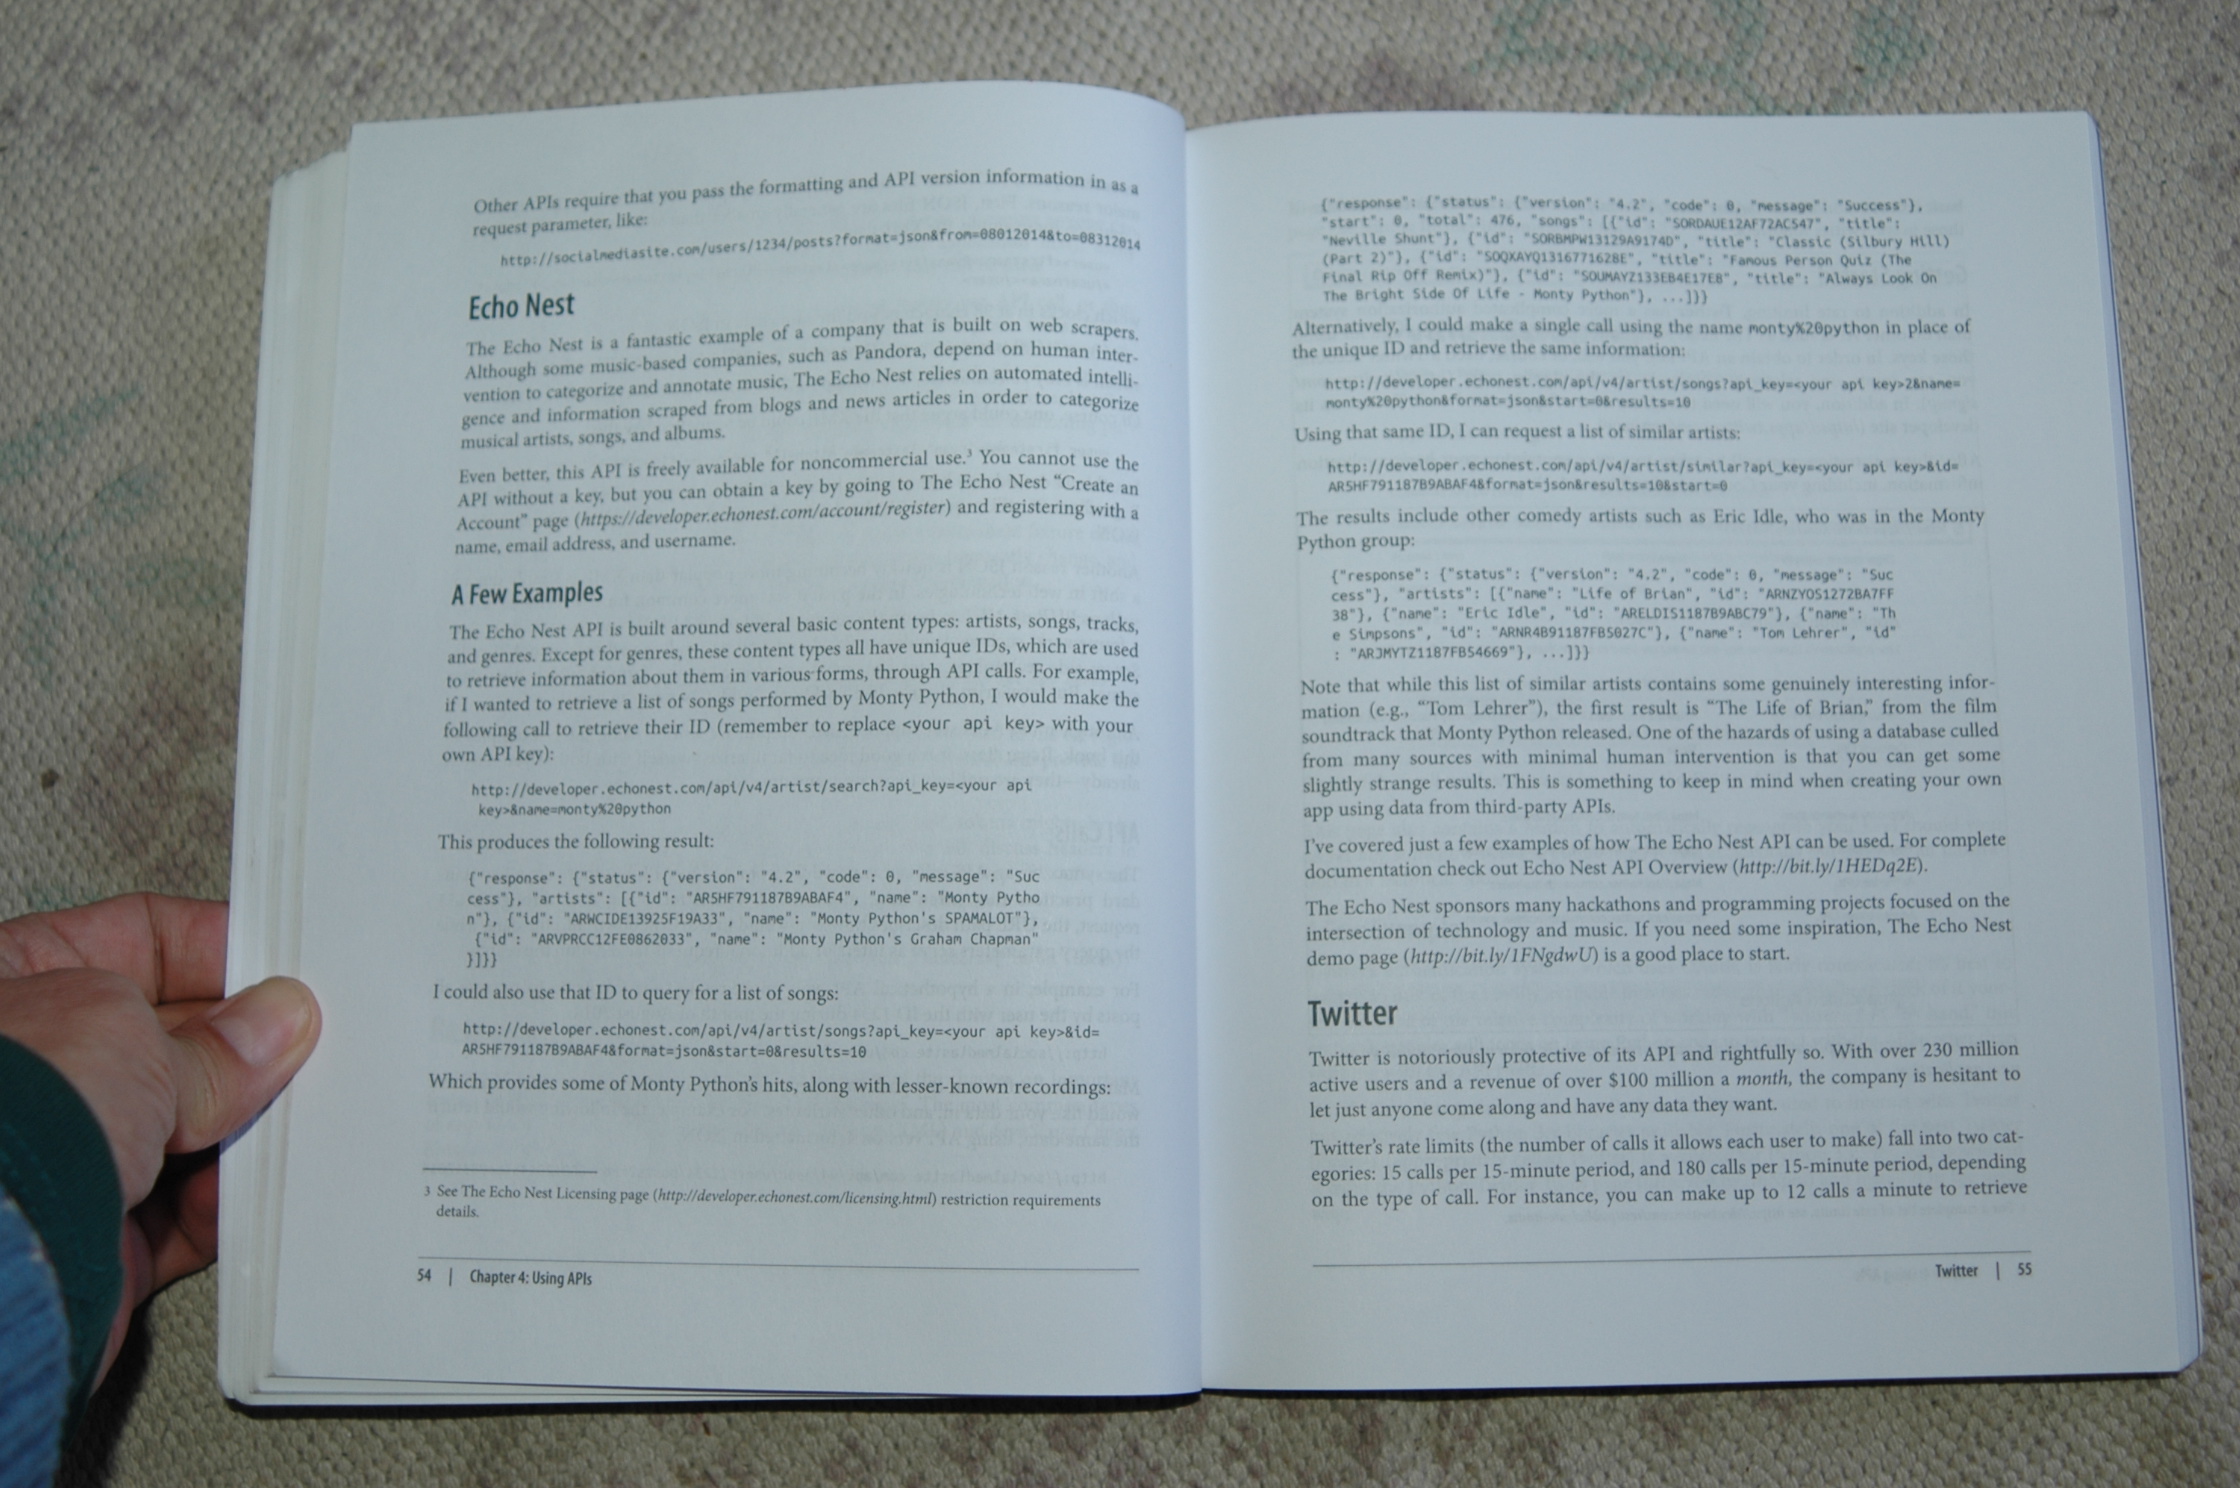 Other APIs require that you pass the formatting and API version information in as a
request parameter, like:
http://socialmediasite.com/users/1234/posts?format=json&from=08012014&to=08312014
Echo Nest
The Echo Nest is a fantastic example of a company that is built on web scrapers.
Although some music-based companies, such as Pandora, depend on human inter-
vention to categorize and annotate music, The Echo Nest relies on automated intelli-
gence and information scraped from blogs and news articles in order to categorize
musical artists, songs, and albums.
Even better, this API is freely available for noncommercial use.³ You cannot use the
API without a key, but you can obtain a key by going to The Echo Nest “Create an
Account” page (https://developer.echonest.com/account/register) and registering with a
name, email address, and username.
A Few Examples
The Echo Nest API is built around several basic content types: artists, songs, tracks,
and genres. Except for genres, these content types all have unique IDs, which are used
to retrieve information about them in various forms, through API calls. For example,
if I wanted to retrieve a list of songs performed by Monty Python, I would make the
following call to retrieve their ID (remember to replace <your api key> with your
own API key):
http://developer.echonest.com/api/v4/artist/search?api_key=<your api
key>&name=monty%20python
This produces the following result:
{"response": {"status": {"version": "4.2", "code": 0, "message": "Suc
cess"}, "artists": [{"id": "AR5HF791187B9ABAF4", "name": "Monty Pytho
n"}, {"id": "ARWCIDE13925F19A33", "name": "Monty Python's SPAMALOT"},
{"id": "ARVPRCC12FE0862033", "name": "Monty Python's Graham Chapman"
}]}}
I could also use that ID to query for a list of songs:
http://developer.echonest.com/api/v4/artist/songs?api_key=<your api key>&id=
AR5HF791187B9ABAF4&format=json&start=0&results=10
Which provides some of Monty Python’s hits, along with lesser-known recordings:
3 See The Echo Nest Licensing page (http://developer.echonest.com/licensing.html) restriction requirements
details.
54 | Chapter 4: Using APIs
{"response": {"status": {"version": "4.2", "code": 0, "message": "Success"},
"start": 0, "total": 476, "songs": [{"id": "SORDAUE12AF72AC547", "title":
"Neville Shunt"}, {"id": "SORBMPW13129A9174D", "title": "Classic (Silbury Hill)
(Part 2)"}, {"id": "SOQXAYQ1316771628E", "title": "Famous Person Quiz (The
Final Rip Off Remix)"}, {"id": "SOUMAYZ133EB4E17E8", "title": "Always Look On
The Bright Side Of Life - Monty Python"}, ...]}}
Alternatively, I could make a single call using the name monty%20python in place of
the unique ID and retrieve the same information:
http://developer.echonest.com/api/v4/artist/songs?api_key=<your api key>2&name=
monty%20python&format=json&start=0&results=10
Using that same ID, I can request a list of similar artists:
http://developer.echonest.com/api/v4/artist/similar?api_key=<your api key>&id=
AR5HF791187B9ABAF4&format=json&results=10&start=0
The results include other comedy artists such as Eric Idle, who was in the Monty
Python group:
{"response": {"status": {"version": "4.2", "code": 0, "message": "Suc
cess"}, "artists": [{"name": "Life of Brian", "id": "ARNZYOS1272BA7FF
38"}, {"name": "Eric Idle", "id": "ARELDIS1187B9ABC79"}, {"name": "Th
e Simpsons", "id": "ARNR4B91187FB5027C"}, {"name": "Tom Lehrer", "id"
: "ARJMYTZ1187FB54669"}, ...]}}
Note that while this list of similar artists contains some genuinely interesting infor-
mation (e.g., “Tom Lehrer”), the first result is “The Life of Brian,” from the film
soundtrack that Monty Python released. One of the hazards of using a database culled
from many sources with minimal human intervention is that you can get some
slightly strange results. This is something to keep in mind when creating your own
app using data from third-party APIs.
I’ve covered just a few examples of how The Echo Nest API can be used. For complete
documentation check out Echo Nest API Overview (http://bit.ly/1HEDq2E).
The Echo Nest sponsors many hackathons and programming projects focused on the
intersection of technology and music. If you need some inspiration, The Echo Nest
demo page (http://bit.ly/1FNgdwU) is a good place to start.
Twitter
Twitter is notoriously protective of its API and rightfully so. With over 230 million
active users and a revenue of over $100 million a month, the company is hesitant to
let just anyone come along and have any data they want.
Twitter’s rate limits (the number of calls it allows each user to make) fall into two cat-
egories: 15 calls per 15-minute period, and 180 calls per 15-minute period, depending
on the type of call. For instance, you can make up to 12 calls a minute to retrieve
Twitter | 55